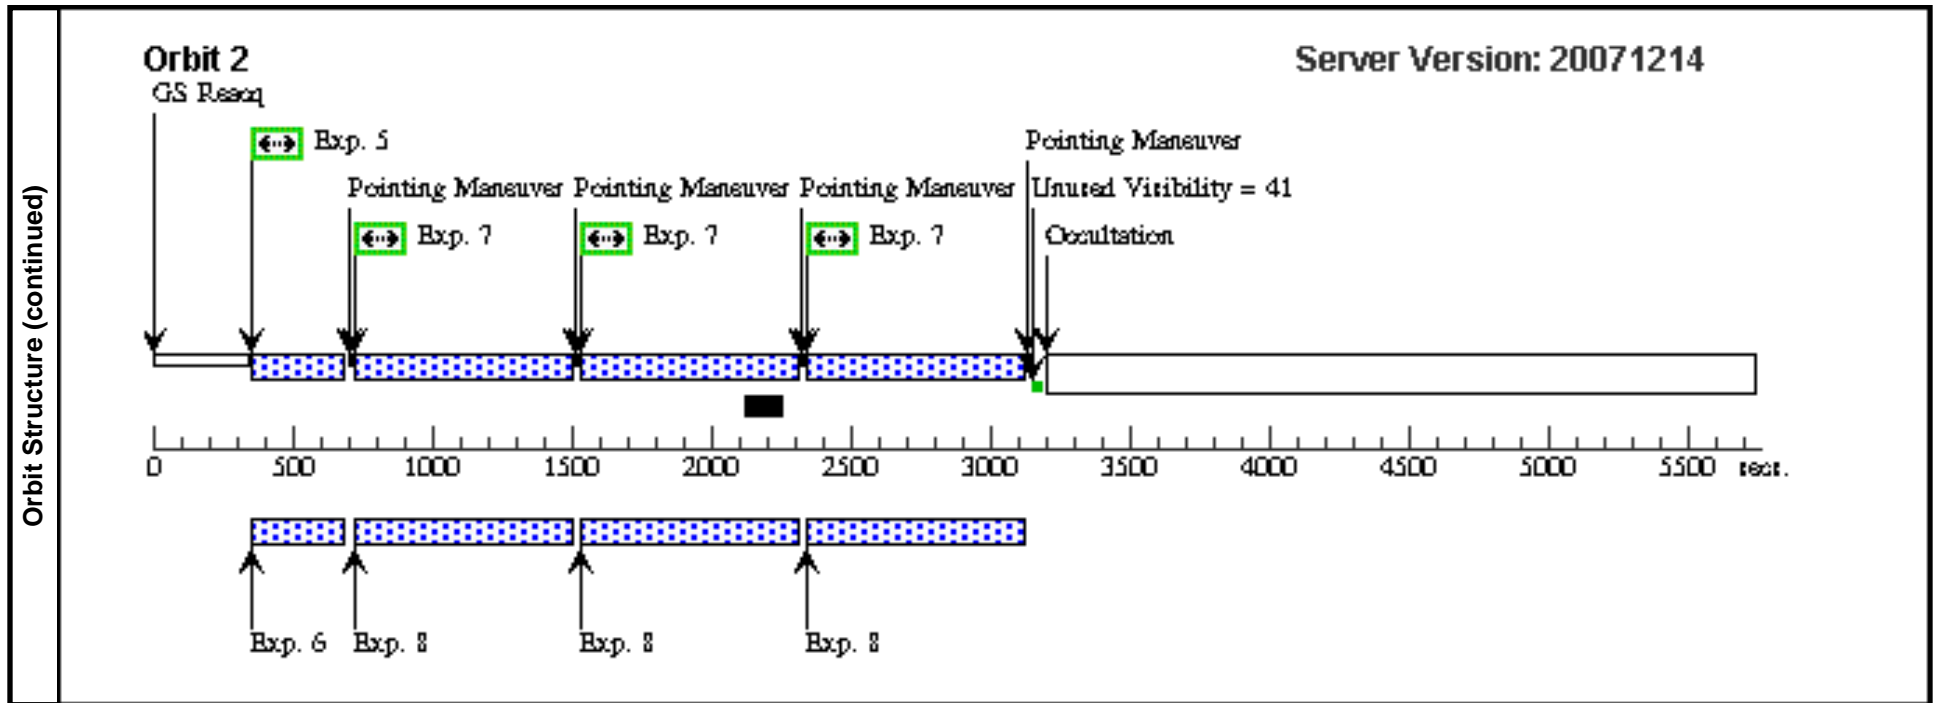 Orbit Structure (continued)
Orbit 2
Server Version: 20071214
GS Reacq
Exp. 5
Pointing Maneuver
Pointing Maneuver Pointing Maneuver Pointing Maneuver Unused Visibility = 41
Exp. 7 Exp. 7 Exp. 7 Occultation
0 500 1000 1500 2000 2500 3000 3500 4000 4500 5000 5500 secs.
Exp. 6 Exp. 8 Exp. 8 Exp. 8